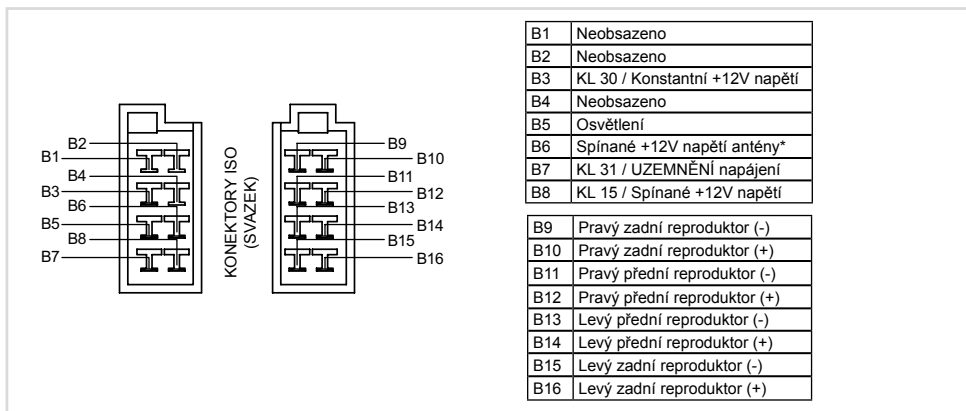 B2
B1
B4
B3
B6
B5
B8
B7
KONEKTORY ISO
(SVAZEK)
B9
B10
B11
B12
B13
B14
B15
B16
B1 Neobsazeno
B2 Neobsazeno
B3 KL 30 / Konstantní +12V napětí
B4 Neobsazeno
B5 Osvětlení
B6 Spínané +12V napětí antény*
B7 KL 31 / UZEMNĚNÍ napájení
B8 KL 15 / Spínané +12V napětí
B9 Pravý zadní reproduktor (-)
B10 Pravý zadní reproduktor (+)
B11 Pravý přední reproduktor (-)
B12 Pravý přední reproduktor (+)
B13 Levý přední reproduktor (-)
B14 Levý přední reproduktor (+)
B15 Levý zadní reproduktor (-)
B16 Levý zadní reproduktor (+)